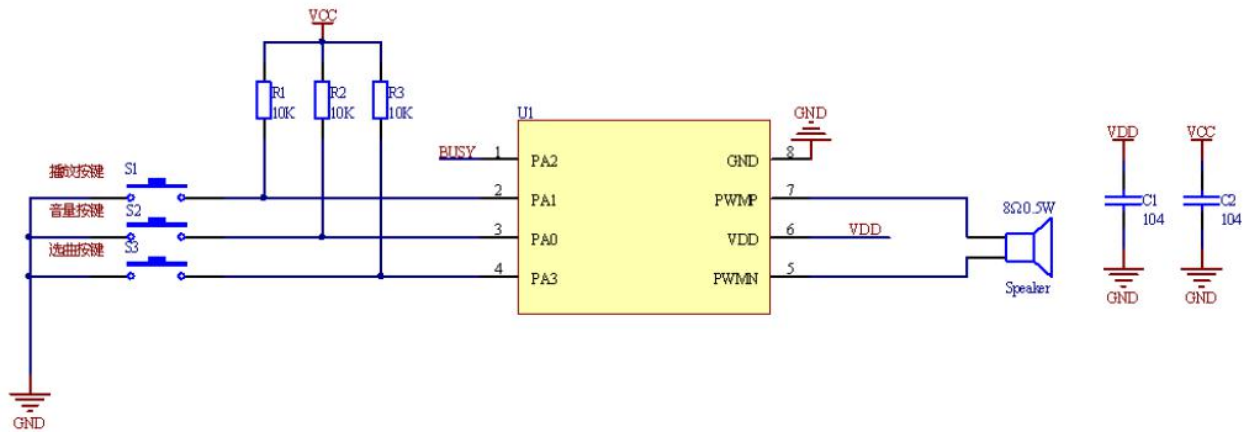 VCC
R1
10K
R2
10K
R3
10K
U1
GND
BUSY
1
PA2
GND
8
播放按键
S1
2
PA1
PWMP
7
音量按键
S2
3
PA0
VDD
6
VDD
选曲按键
S3
4
PA3
PWMN
5
8Ω0.5W
Speaker
VDD
C1
104
GND
VCC
C2
104
GND
GND